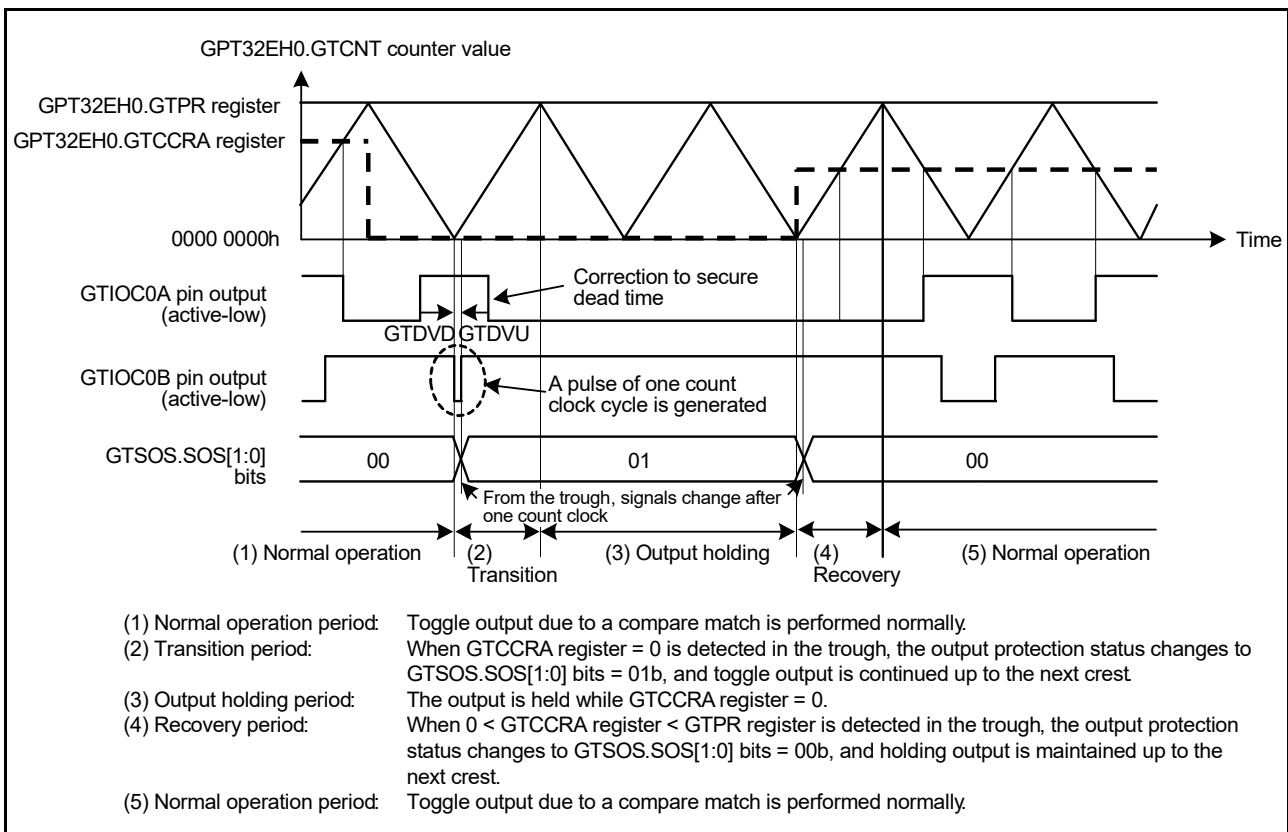 GPT32EH0.GTCNT counter value
GPT32EH0.GTPR register
GPT32EH0.GTCCRA register
0000 0000h
Time
GTIOC0A pin output
(active-low)
Correction to secure
dead time
GTDVD GTDVU
GTIOC0B pin output
(active-low)
A pulse of one count
clock cycle is generated
GTSOS.SOS[1:0]
bits
00
01
00
From the trough, signals change after
one count clock
(1) Normal operation
(2)
Transition
(3) Output holding
(4)
Recovery
(5) Normal operation
(1) Normal operation period: Toggle output due to a compare match is performed normally.
(2) Transition period: When GTCCRA register = 0 is detected in the trough, the output protection status changes to
GTSOS.SOS[1:0] bits = 01b, and toggle output is continued up to the next crest.
(3) Output holding period: The output is held while GTCCRA register = 0.
(4) Recovery period: When 0 < GTCCRA register < GTPR register is detected in the trough, the output protection
status changes to GTSOS.SOS[1:0] bits = 00b, and holding output is maintained up to the
next crest.
(5) Normal operation period: Toggle output due to a compare match is performed normally.